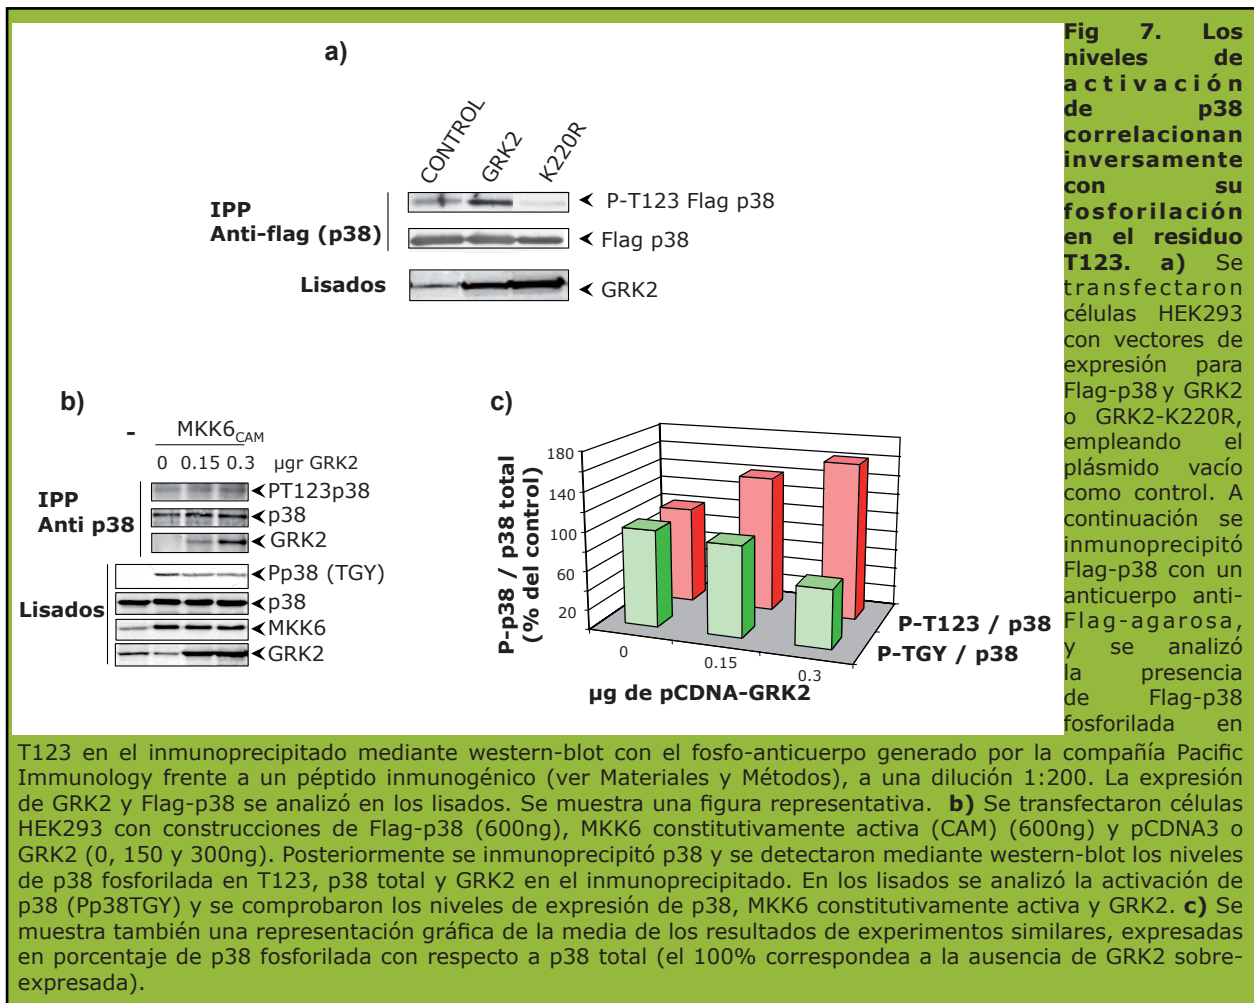 a)
CONTROL
GRK2
K220R
IPP
Anti-flag (p38)
P-T123 Flag p38
Flag p38
Lisados
GRK2
b)
- MKK6CAM
0 0.15 0.3 µgr GRK2
IPP
Anti p38
PT123p38
p38
GRK2
Lisados
Pp38 (TGY)
p38
MKK6
GRK2
c)
P-p38 / p38 total
(% del control)
180
140
100
60
20
0
0.15
0.3
P-T123 / p38
P-TGY / p38
µg de pCDNA-GRK2
Fig 7. Los
niveles de
activación
de p38
correlacionan
inversamente
con su
fosforilación
en el residuo
T123. a) Se
transfectaron
células HEK293
con vectores de
expresión para
Flag-p38 y GRK2
o GRK2-K220R,
empleando el
plásmido vacío
como control. A
continuación se
inmunoprecipitó
Flag-p38 con un
anticuerpo anti-
Flag-agarosa,
y se analizó
la presencia
de Flag-p38
fosforilada en
T123 en el inmunoprecipitado mediante western-blot con el fosfo-anticuerpo generado por la compañía Pacific
Immunology frente a un péptido inmunogénico (ver Materiales y Métodos), a una dilución 1:200. La expresión
de GRK2 y Flag-p38 se analizó en los lisados. Se muestra una figura representativa. b) Se transfectaron células
HEK293 con construcciones de Flag-p38 (600ng), MKK6 constitutivamente activa (CAM) (600ng) y pCDNA3 o
GRK2 (0, 150 y 300ng). Posteriormente se inmunoprecipitó p38 y se detectaron mediante western-blot los niveles
de p38 fosforilada en T123, p38 total y GRK2 en el inmunoprecipitado. En los lisados se analizó la activación de
p38 (Pp38TGY) y se comprobaron los niveles de expresión de p38, MKK6 constitutivamente activa y GRK2. c) Se
muestra también una representación gráfica de la media de los resultados de experimentos similares, expresadas
en porcentaje de p38 fosforilada con respecto a p38 total (el 100% correspondea a la ausencia de GRK2 sobre-
expresada).